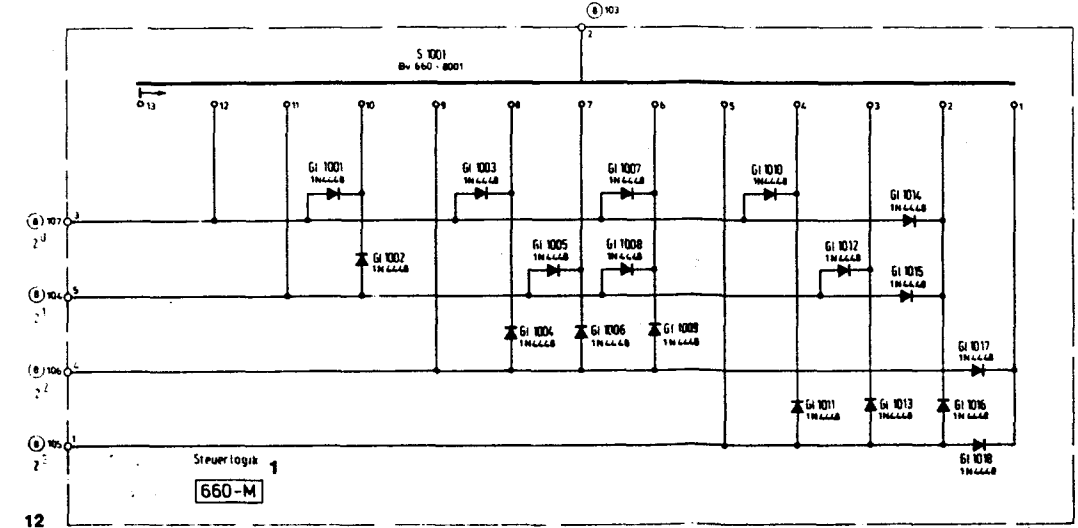 8 103
2
S 1001
Bv 660 - 8001
13 12 11 10 9 8 7 6 5 4 3 2 1
Gl 1001
1N4448
Gl 1003
1N4448
Gl 1007
1N4448
Gl 1010
1N4448
Gl 1014
1N4448
8 107 3
2⁰
Gl 1002
1N4448
Gl 1005
1N4448
Gl 1008
1N4448
Gl 1012
1N4448
Gl 1015
1N4448
8 104 5
2¹
Gl 1004
1N4448
Gl 1006
1N4448
Gl 1009
1N4448
Gl 1017
1N4448
8 106 4
2²
Gl 1011
1N4448
Gl 1013
1N4448
Gl 1016
1N4448
8 105 1
Steuerlogik 1
Gl 1018
1N4448
660-M
12